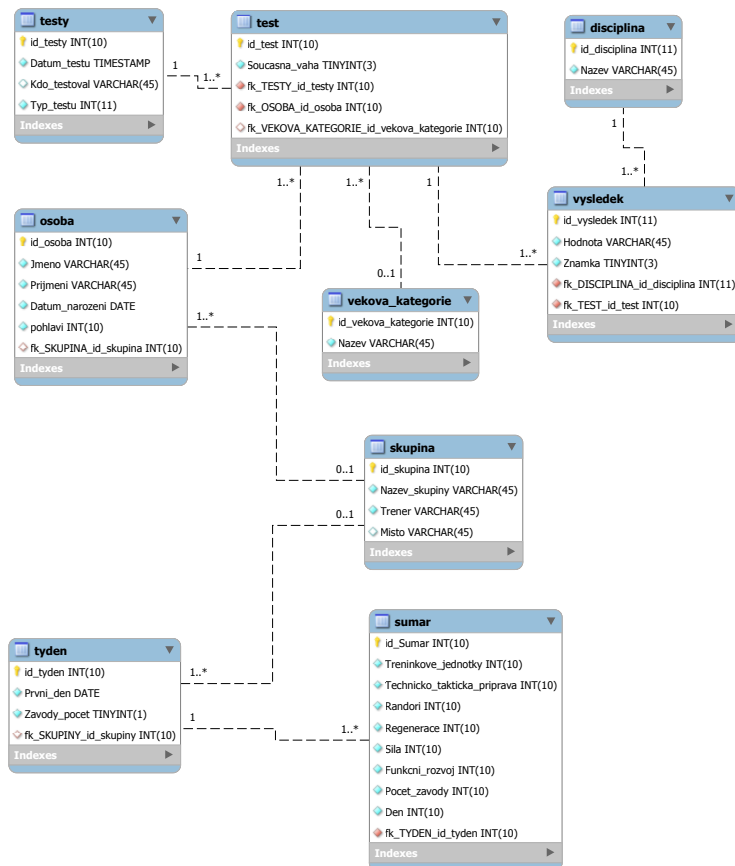 testy
id_testy INT(10)
Datum_testu TIMESTAMP
Kdo_testoval VARCHAR(45)
Typ_testu INT(11)
Indexes
1
1..*
test
id_test INT(10)
Soucasna_vaha TINYINT(3)
fk_TESTY_id_testy INT(10)
fk_OSOBA_id_osoba INT(10)
fk_VEKOVA_KATEGORIE_id_vekova_kategorie INT(10)
Indexes
disciplina
id_disciplina INT(11)
Nazev VARCHAR(45)
Indexes
1
1..*
1..*
1..*
1
vysledek
id_vysledek INT(11)
Hodnota VARCHAR(45)
Znamka TINYINT(3)
fk_DISCIPLINA_id_disciplina INT(11)
fk_TEST_id_test INT(10)
Indexes
1..*
osoba
id_osoba INT(10)
Jmeno VARCHAR(45)
Prijmeni VARCHAR(45)
Datum_narozeni DATE
pohlavi INT(10)
fk_SKUPINA_id_skupina INT(10)
Indexes
1
1..*
0..1
vekova_kategorie
id_vekova_kategorie INT(10)
Nazev VARCHAR(45)
Indexes
skupina
id_skupina INT(10)
Nazev_skupiny VARCHAR(45)
Trener VARCHAR(45)
Misto VARCHAR(45)
Indexes
0..1
0..1
tyden
id_tyden INT(10)
Prvni_den DATE
Zavody_pocet TINYINT(1)
fk_SKUPINY_id_skupiny INT(10)
Indexes
1..*
1
1..*
sumar
id_Sumar INT(10)
Treninkove_jednotky INT(10)
Technicko_takticka_priprava INT(10)
Randori INT(10)
Regenerace INT(10)
Sila INT(10)
Funkcni_rozvoj INT(10)
Pocet_zavody INT(10)
Den INT(10)
fk_TYDEN_id_tyden INT(10)
Indexes